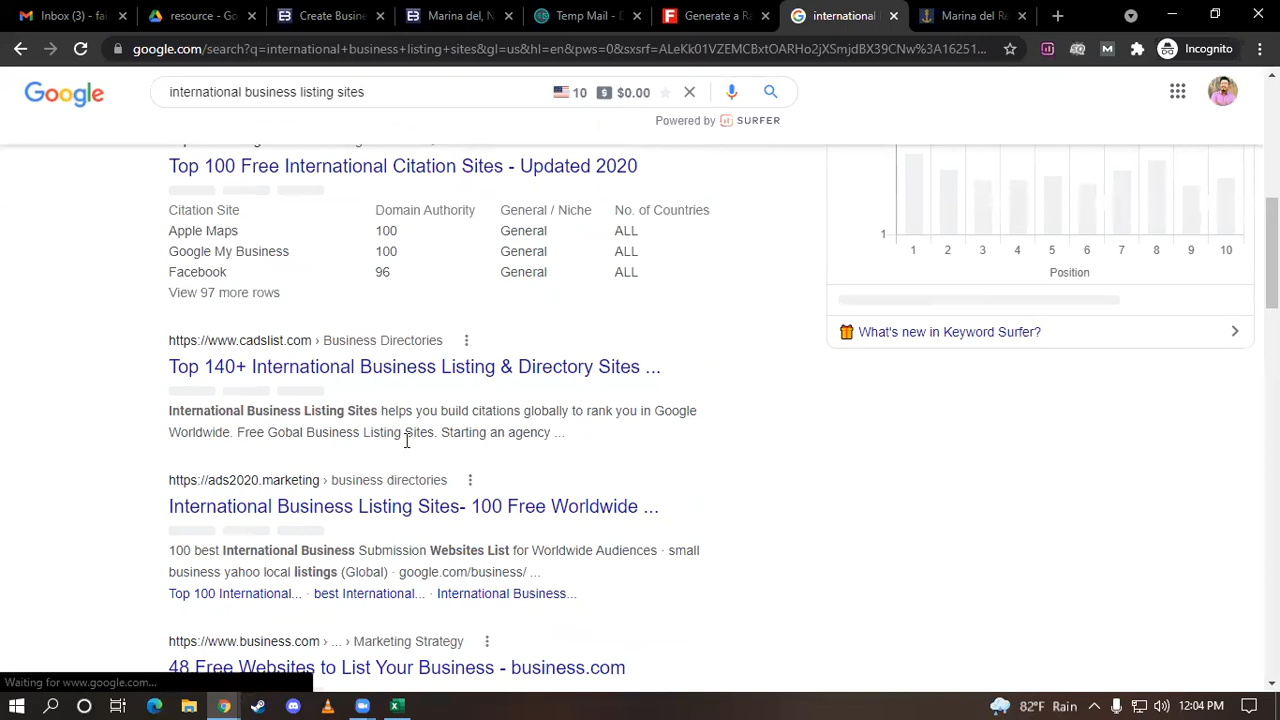 Inbox (6) - fai
resource - Go
Create Busines
Marina del, N
Temp Mail - D
Generate a Ra
international
Marina del Re
google.com/search?q=international+business+listing+sites&gl=us&hl=en&pws=0&sxsrf=ALeKk01VZEMCBxtOARHo2jXSmjdBX39CNw%3A16251...
Incognito
Google
international business listing sites
10
$0.00
Powered by SURFER
Top 100 Free International Citation Sites - Updated 2020
Citation Site Domain Authority General / Niche No. of Countries
Apple Maps 100 General ALL
Google My Business 100 General ALL
Facebook 96 General ALL
View 97 more rows
https://www.cadslist.com › Business Directories
Top 140+ International Business Listing & Directory Sites ...
International Business Listing Sites helps you build citations globally to rank you in Google
Worldwide. Free Gobal Business Listing Sites. Starting an agency ...
https://ads2020.marketing › business directories
International Business Listing Sites- 100 Free Worldwide ...
100 best International Business Submission Websites List for Worldwide Audiences · small
business yahoo local listings (Global) · google.com/business/ ...
Top 100 International... · best International... · International Business...
https://www.business.com › ... › Marketing Strategy
48 Free Websites to List Your Business - business.com
1
1 2 3 4 5 6 7 8 9 10
Position
What's new in Keyword Surfer?
Waiting for www.google.com...
82°F Rain
12:04 PM